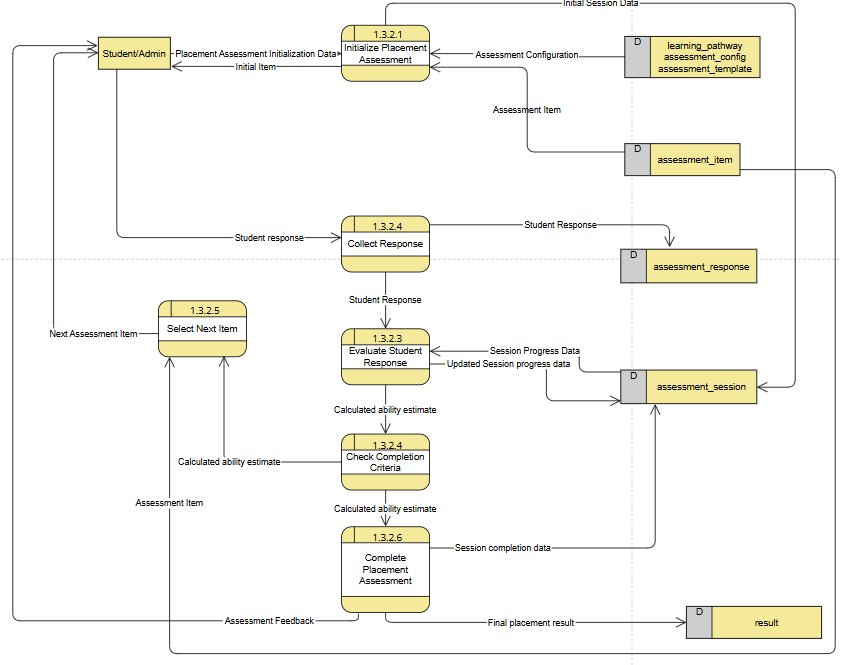 Initial Session Data
1.3.2.1
Initialize Placement
Assessment
Student/Admin
Placement Assessment Initialization Data
Initial Item
Assessment Configuration
D
learning_pathway
assessment_config
assessment_template
Assessment Item
D
assessment_item
1.3.2.4
Collect Response
Student response
Student Response
D
assessment_response
Student Response
1.3.2.5
Select Next Item
Next Assessment Item
1.3.2.3
Evaluate Student
Response
Session Progress Data
Updated Session progress data
D
assessment_session
Calculated ability estimate
1.3.2.4
Check Completion
Criteria
Calculated ability estimate
Assessment Item
Calculated ability estimate
1.3.2.6
Complete
Placement
Assessment
Session completion data
Assessment Feedback
Final placement result
D
result